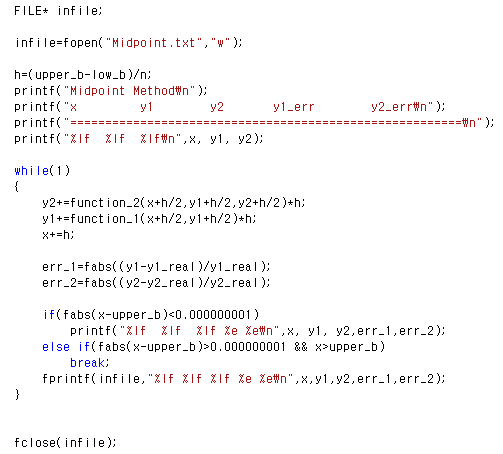 FILE* infile;
infile=fopen("Midpoint.txt","w");
h=(upper_b-low_b)/n;
printf("Midpoint Method₩n");
printf("x         y1        y2       y1_err        y2_err₩n");
printf("========================================================₩n");
printf("%lf  %lf  %lf₩n",x, y1, y2);
while(1)
{
    y2+=function_2(x+h/2,y1+h/2,y2+h/2)*h;
    y1+=function_1(x+h/2,y1+h/2)*h;
    x+=h;
    err_1=fabs((y1-y1_real)/y1_real);
    err_2=fabs((y2-y2_real)/y2_real);
    if(fabs(x-upper_b)<0.000000001)
        printf("%lf  %lf  %lf %e %e₩n",x, y1, y2,err_1,err_2);
    else if(fabs(x-upper_b)>0.000000001 && x>upper_b)
        break;
    fprintf(infile,"%lf %lf %lf %e %e₩n",x,y1,y2,err_1,err_2);
}
fclose(infile);